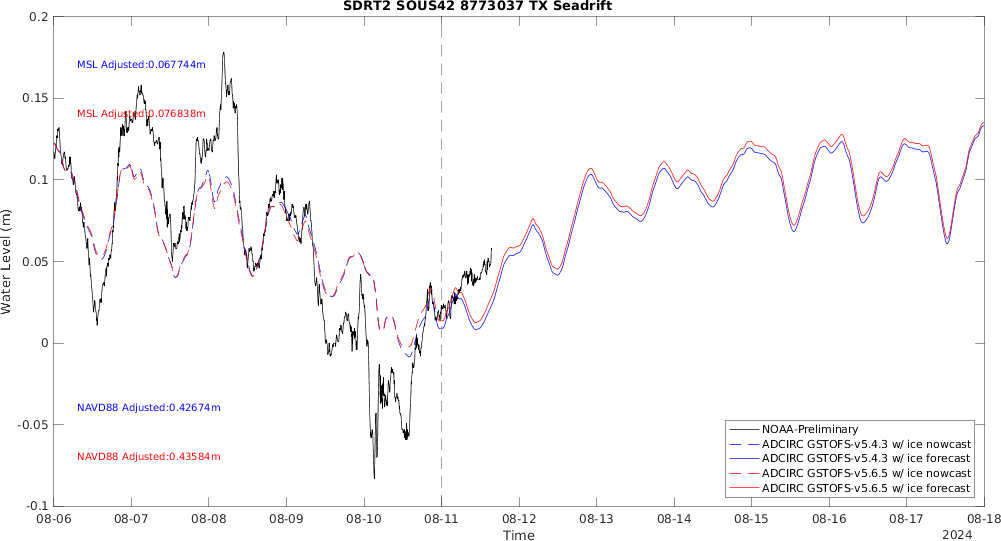 SDRT2 SOUS42 8773037 TX Seadrift
0.2
0.15
0.1
0.05
0
-0.05
-0.1
Water Level (m)
MSL Adjusted:0.067744m
MSL Adjusted:0.076838m
NAVD88 Adjusted:0.42674m
NAVD88 Adjusted:0.43584m
NOAA-Preliminary
ADCIRC GSTOFS-v5.4.3 w/ ice nowcast
ADCIRC GSTOFS-v5.4.3 w/ ice forecast
ADCIRC GSTOFS-v5.6.5 w/ ice nowcast
ADCIRC GSTOFS-v5.6.5 w/ ice forecast
08-06 08-07 08-08 08-09 08-10 08-11 08-12 08-13 08-14 08-15 08-16 08-17 08-18
Time
2024